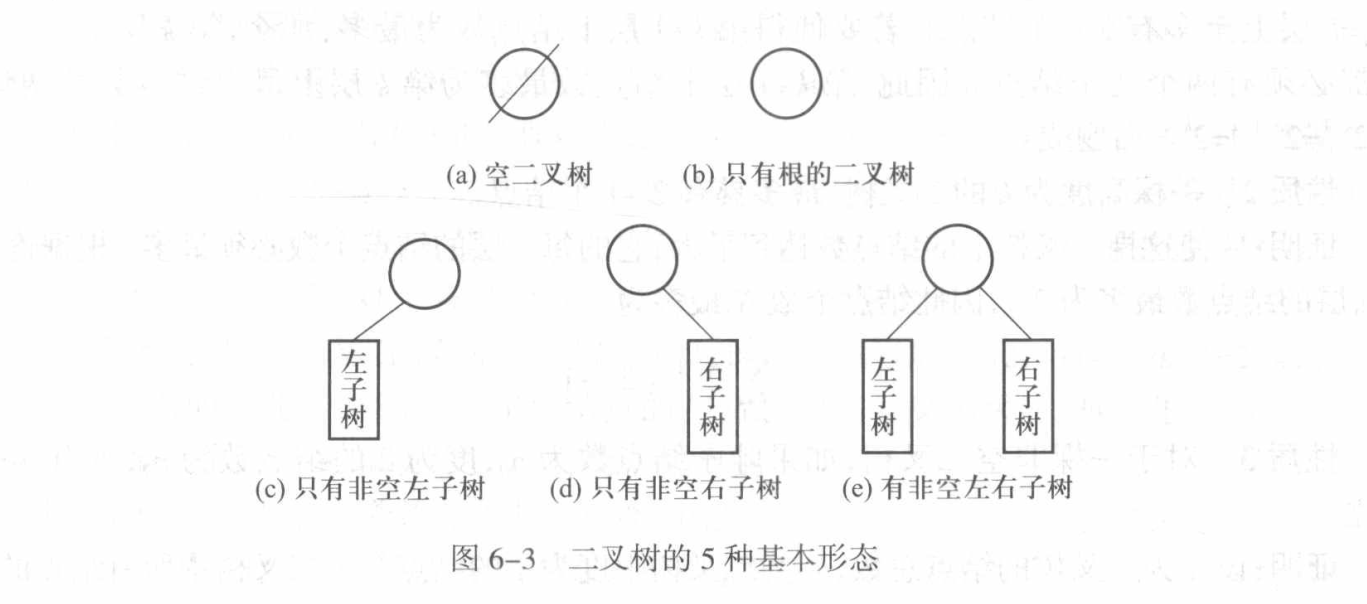 (a) 空二叉树
(b) 只有根的二叉树
左子树
右子树
左子树
右子树
(c) 只有非空左子树
(d) 只有非空右子树
(e) 有非空左右子树
图 6-3 二叉树的 5 种基本形态